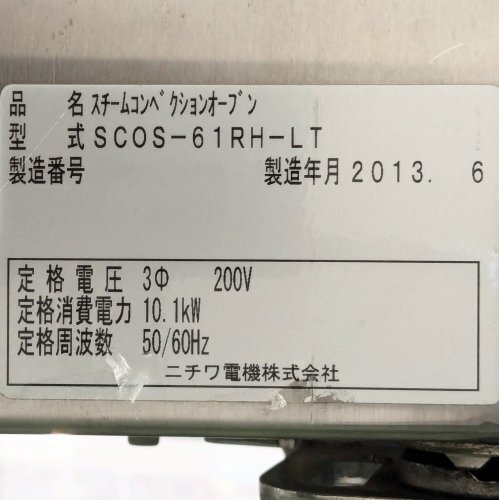 品 名 スチームコンベクションオーブン
型 式 SCOS-61RH-LT
製造番号 製造年月 2013. 6
定格電圧 3Φ 200V
定格消費電力 10.1kW
定格周波数 50/60Hz
ニチワ電機株式会社